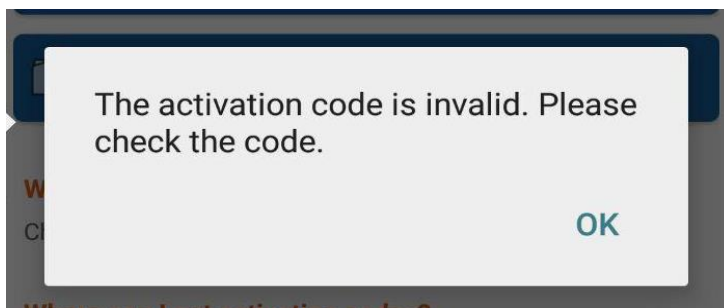 The activation code is invalid. Please
check the code.
OK